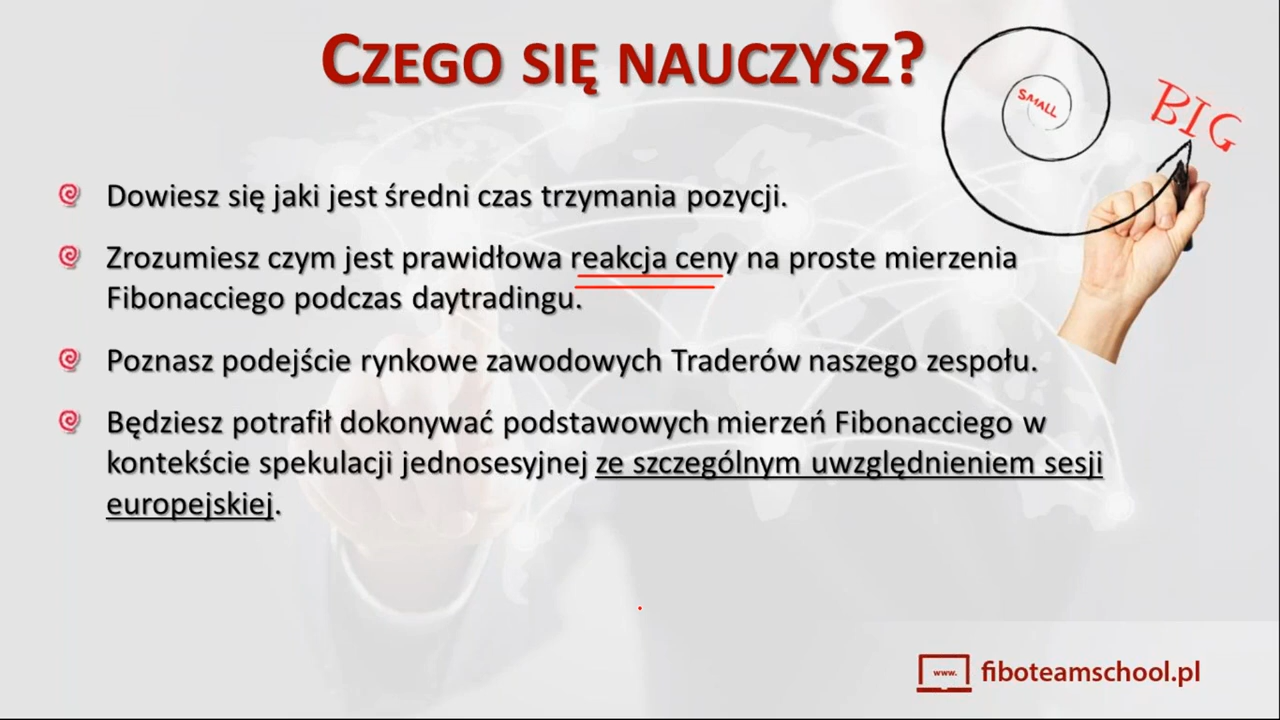 CZEGO SIĘ NAUCZYSZ?
SMALL
BIG
Dowiesz się jaki jest średni czas trzymania pozycji.
Zrozumiesz czym jest prawidłowa reakcja ceny na proste mierzenia
Fibonacciego podczas daytradingu.
Poznasz podejście rynkowe zawodowych Traderów naszego zespołu.
Będziesz potrafił dokonywać podstawowych mierzeń Fibonacciego w
kontekście spekulacji jednosesyjnej ze szczególnym uwzględnieniem sesji
europejskiej.
www. fiboteamschool.pl